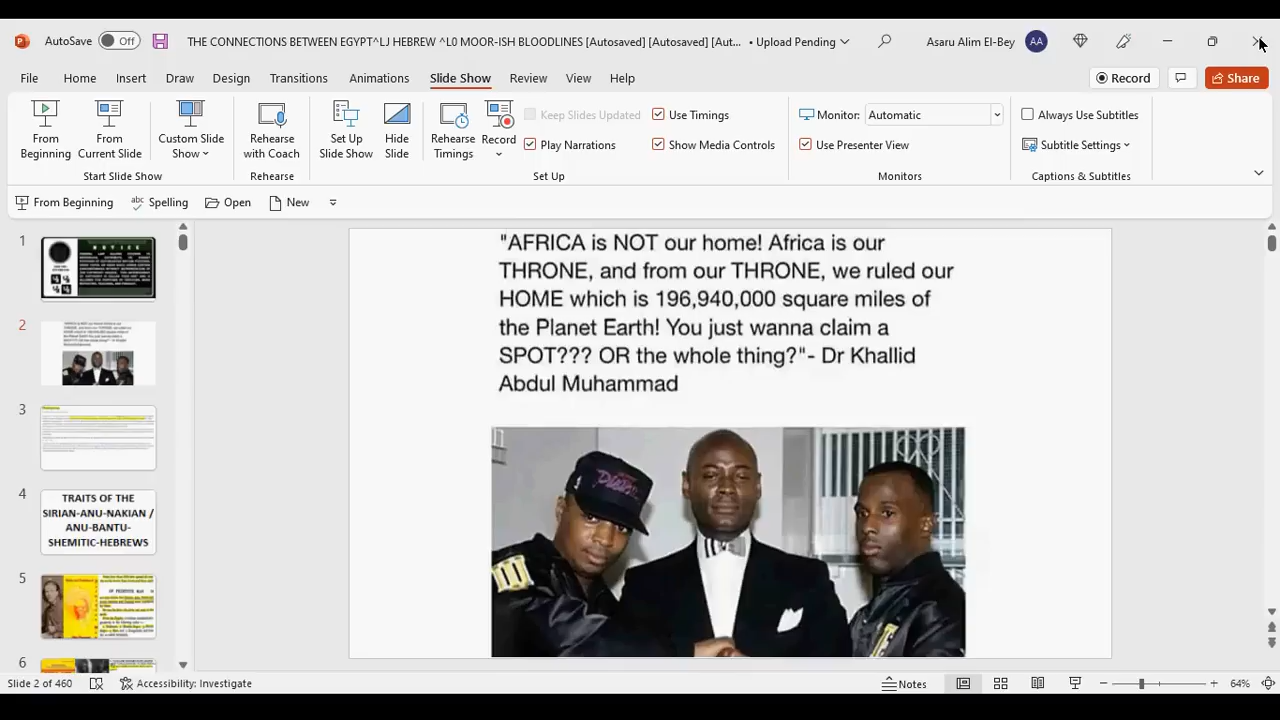 AutoSave Off THE CONNECTIONS BETWEEN EGYPT^LJ HEBREW ^L0 MOOR-ISH BLOODLINES [Autosaved] [Autosaved] [Aut... • Upload Pending Asaru Alim El-Bey AA
File Home Insert Draw Design Transitions Animations Slide Show Review View Help Record Share
From Beginning
From Current Slide
Custom Slide Show
Start Slide Show
Rehearse with Coach
Rehearse
Set Up Slide Show
Hide Slide
Rehearse Timings
Record
Keep Slides Updated
Play Narrations
Use Timings
Show Media Controls
Set Up
Monitor: Automatic
Use Presenter View
Monitors
Always Use Subtitles
Subtitle Settings
Captions & Subtitles
From Beginning Spelling Open New
1
NOTICE
2
3
4
TRAITS OF THE
SIRIAN-ANU-NAKIAN /
ANU-BANTU-
SHEMITIC-HEBREWS
5
6
"AFRICA is NOT our home! Africa is our
THRONE, and from our THRONE, we ruled our
HOME which is 196,940,000 square miles of
the Planet Earth! You just wanna claim a
SPOT??? OR the whole thing?"- Dr Khallid
Abdul Muhammad
Slide 2 of 460 Accessibility: Investigate Notes 64%